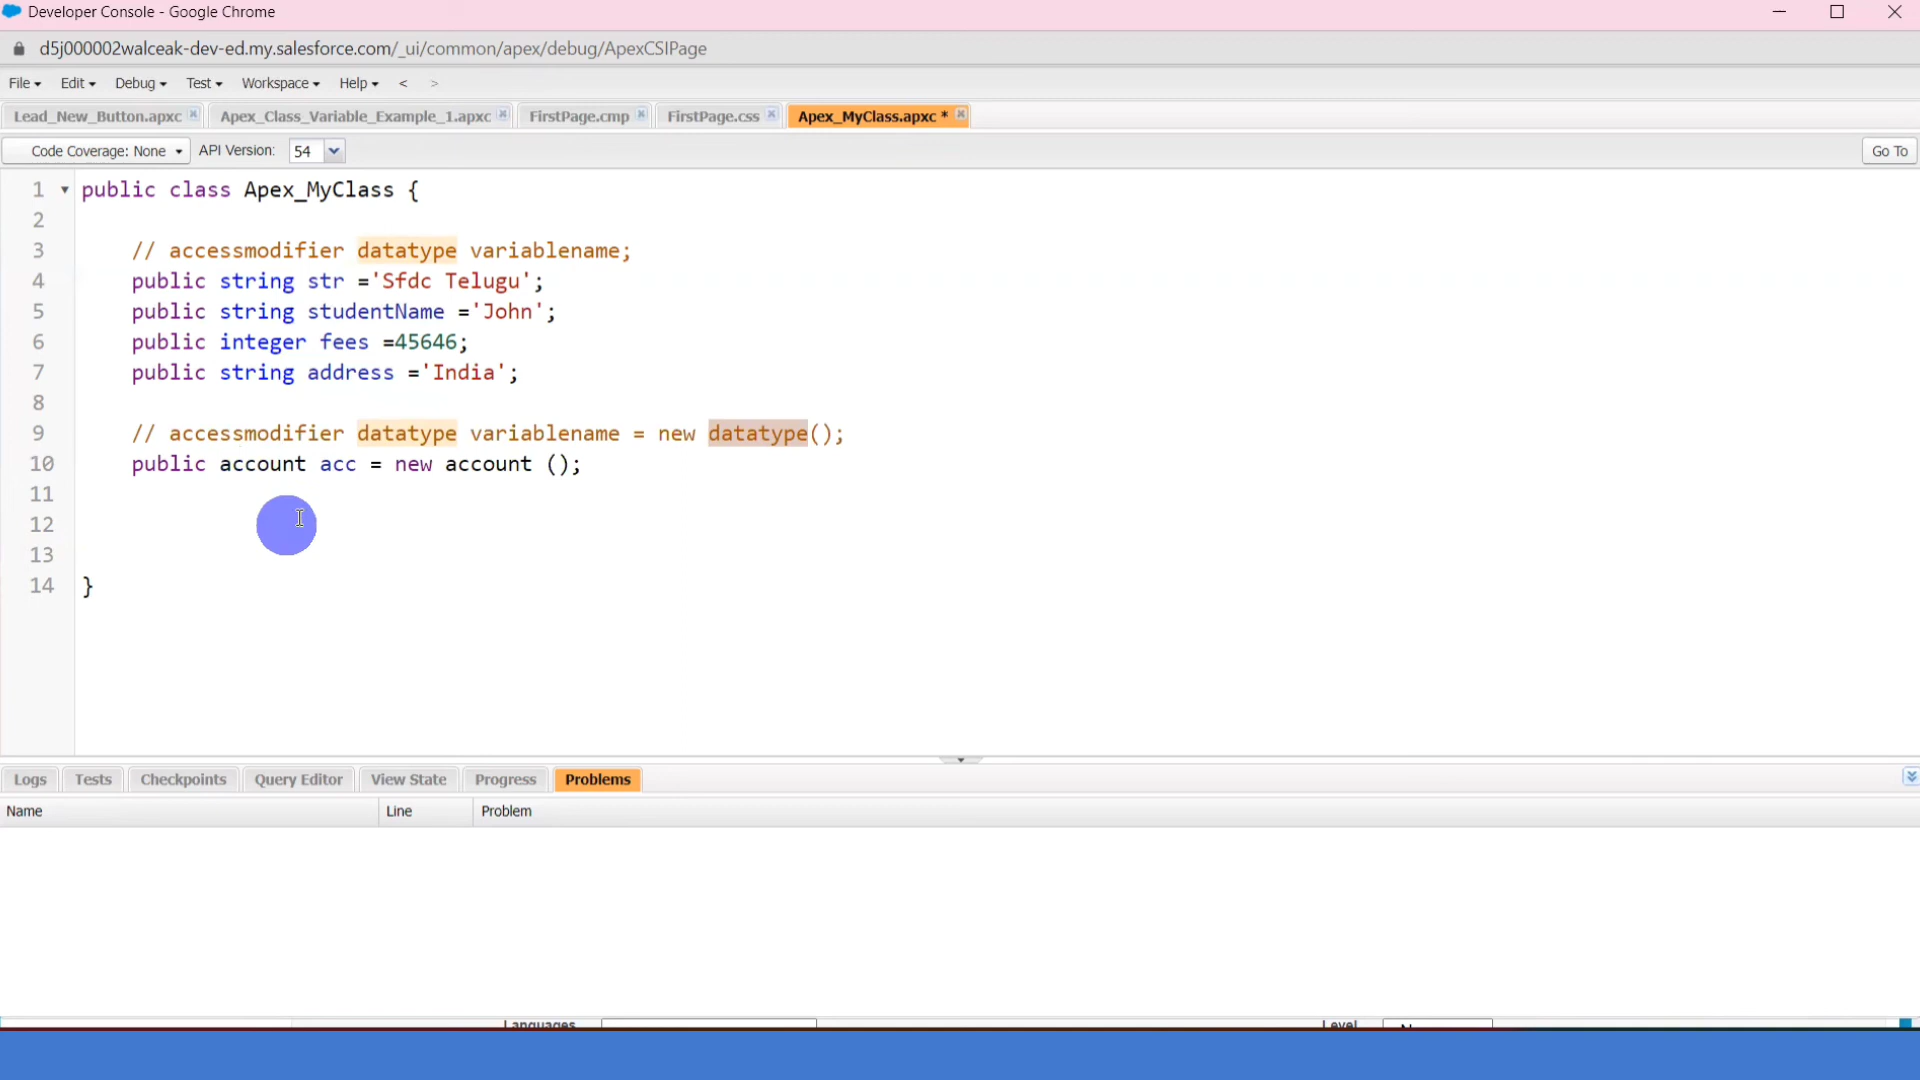 Developer Console - Google Chrome
d5j000002walceak-dev-ed.my.salesforce.com/_ui/common/apex/debug/ApexCSIPage
File Edit Debug Test Workspace Help < >
Lead_New_Button.apxc Apex_Class_Variable_Example_1.apxc FirstPage.cmp FirstPage.css Apex_MyClass.apxc *
Code Coverage: None API Version: 54 Go To
1 public class Apex_MyClass {
2
3 // accessmodifier datatype variablename;
4 public string str ='Sfdc Telugu';
5 public string studentName ='John';
6 public integer fees =45646;
7 public string address ='India';
8
9 // accessmodifier datatype variablename = new datatype();
10 public account acc = new account ();
11
12
13
14 }
Logs Tests Checkpoints Query Editor View State Progress Problems
Name Line Problem
Languages Level